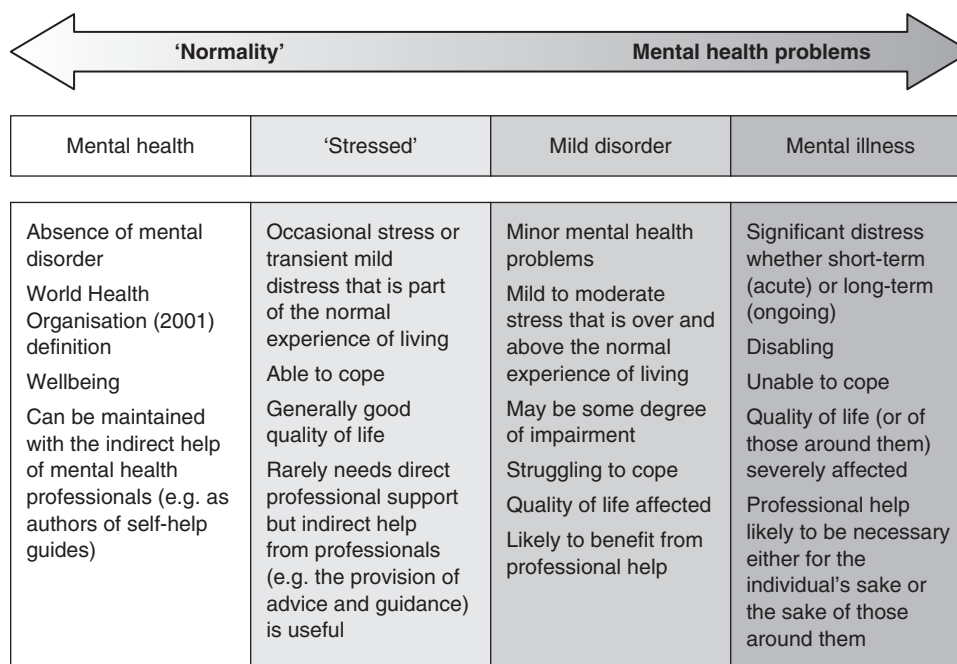 ‘Normality’
Mental health problems
Mental health
‘Stressed’
Mild disorder
Mental illness
Absence of mental
disorder
World Health
Organisation (2001)
definition
Wellbeing
Can be maintained
with the indirect help
of mental health
professionals (e.g. as
authors of self-help
guides)
Occasional stress or
transient mild
distress that is part
of the normal
experience of living
Able to cope
Generally good
quality of life
Rarely needs direct
professional support
but indirect help
from professionals
(e.g. the provision of
advice and guidance)
is useful
Minor mental health
problems
Mild to moderate
stress that is over and
above the normal
experience of living
May be some degree
of impairment
Struggling to cope
Quality of life affected
Likely to benefit from
professional help
Significant distress
whether short-term
(acute) or long-term
(ongoing)
Disabling
Unable to cope
Quality of life (or of
those around them)
severely affected
Professional help
likely to be necessary
either for the
individual’s sake or
the sake of those
around them